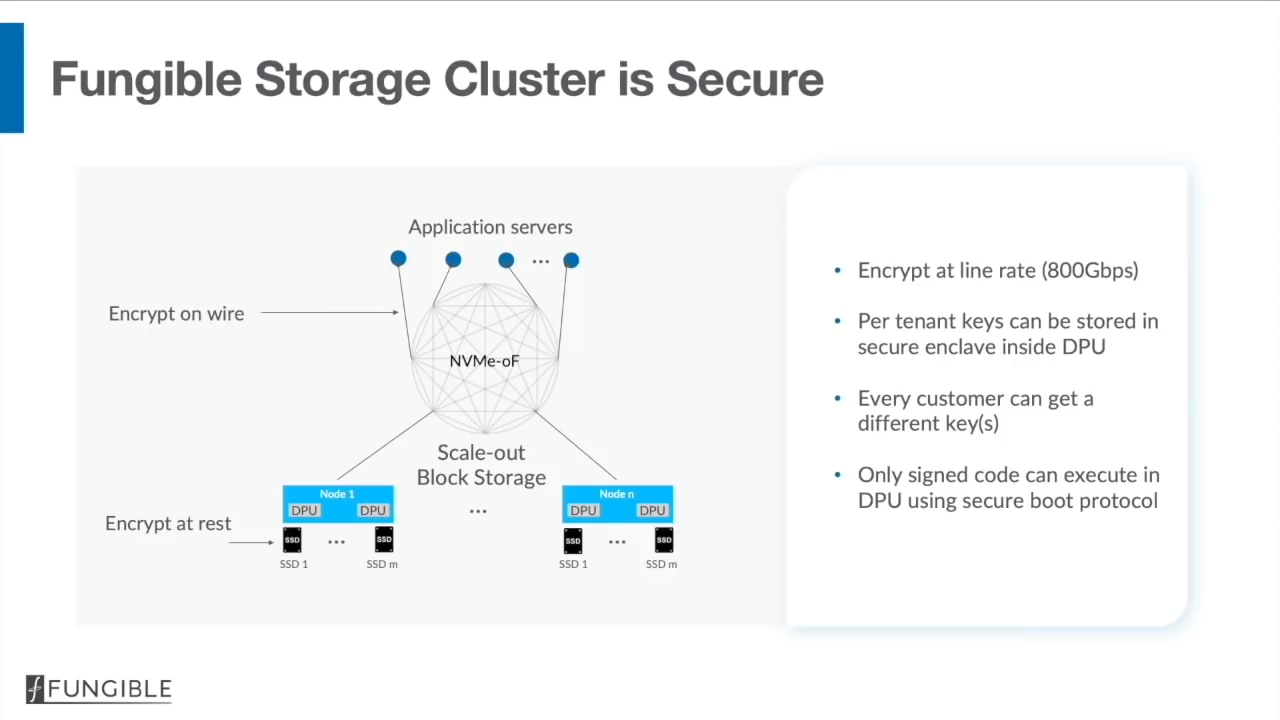 Fungible Storage Cluster is Secure
Application servers
...
Encrypt on wire
NVMe-oF
Scale-out
Block Storage
Node 1
DPU DPU
...
Node n
DPU DPU
Encrypt at rest
SSD ... SSD
SSD 1 SSD m
SSD ... SSD
SSD 1 SSD m
• Encrypt at line rate (800Gbps)
• Per tenant keys can be stored in
secure enclave inside DPU
• Every customer can get a
different key(s)
• Only signed code can execute in
DPU using secure boot protocol
FUNGIBLE